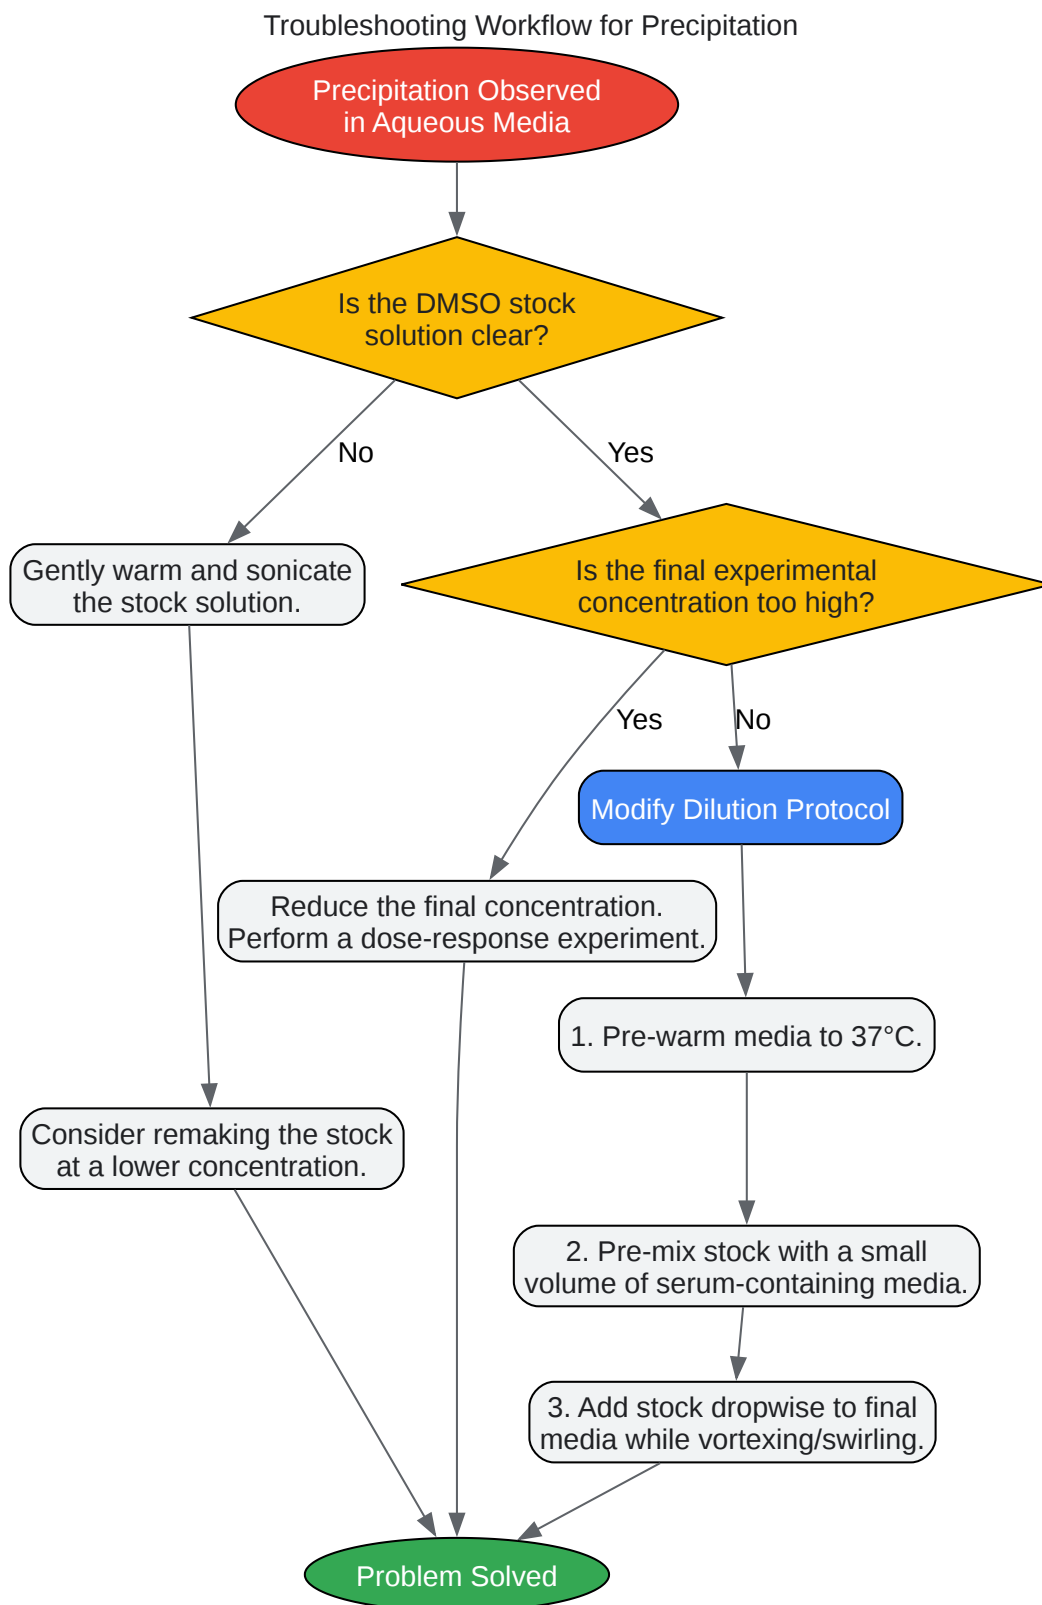 Troubleshooting Workflow for Precipitation
Precipitation Observed
in Aqueous Media
Is the DMSO stock
solution clear?
No
Yes
Gently warm and sonicate
the stock solution.
Is the final experimental
concentration too high?
Yes
No
Modify Dilution Protocol
Reduce the final concentration.
Perform a dose-response experiment.
1. Pre-warm media to 37°C.
Consider remaking the stock
at a lower concentration.
2. Pre-mix stock with a small
volume of serum-containing media.
3. Add stock dropwise to final
media while vortexing/swirling.
Problem Solved